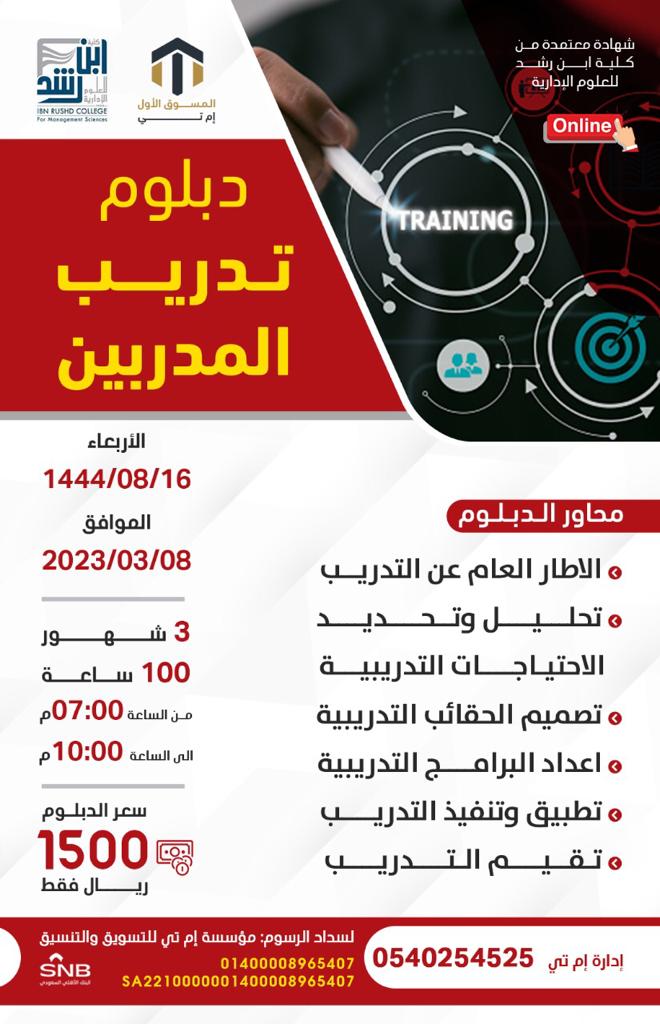 شهادة معتمدة من
كلية ابن رشد
للعلوم الإدارية
Online
كلية
ابن رشد
للعلوم
الإدارية
IBN RUSHD COLLEGE
For Management Sciences
المسوق الأول
إم تي
TRAINING
دبلوم
تدريب
المدربين
الأربعاء
1444/08/16
الموافق
2023/03/08
3 شهور
100 ساعة
من الساعة 07:00م
الى الساعة 10:00م
سعر الدبلوم
1500
ريال فقط
محاور الدبلوم
الاطار العام عن التدريب
تحليل وتحديد
الاحتياجات التدريبية
تصميم الحقائب التدريبية
اعداد البرامج التدريبية
تطبيق وتنفيذ التدريب
تقيم التدريب
لسداد الرسوم: مؤسسة إم تي للتسويق والتنسيق
01400008965407
SA2210000001400008965407
SNB
البنك الأهلي السعودي
إدارة إم تي 0540254525